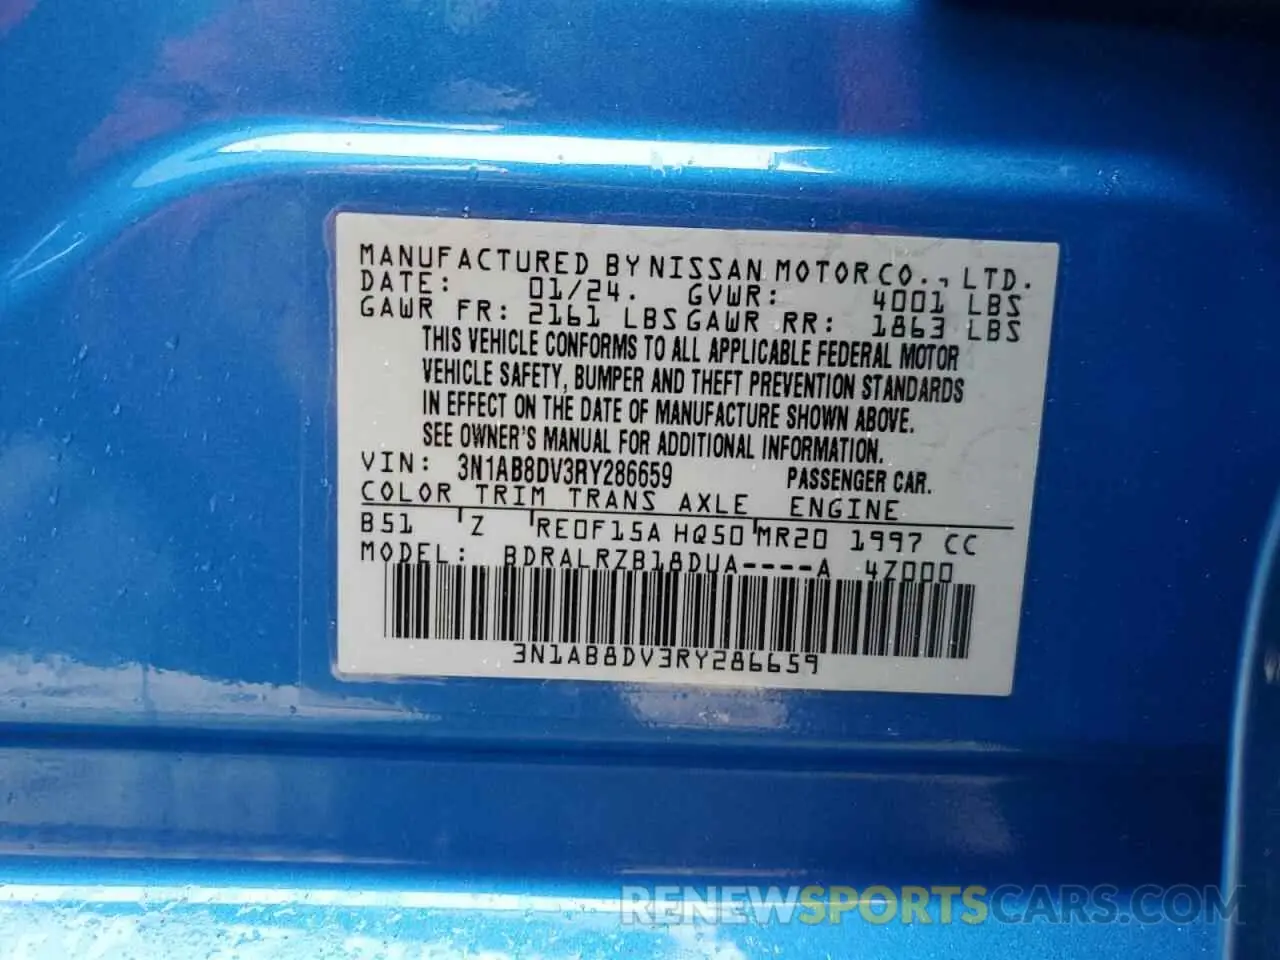 MANUFACTURED BY NISSAN MOTOR CO., LTD.
DATE: 01/24. GVWR: 4001 LBS
GAWR FR: 2161 LBS GAWR RR: 1863 LBS
THIS VEHICLE CONFORMS TO ALL APPLICABLE FEDERAL MOTOR
VEHICLE SAFETY, BUMPER AND THEFT PREVENTION STANDARDS
IN EFFECT ON THE DATE OF MANUFACTURE SHOWN ABOVE.
SEE OWNER'S MANUAL FOR ADDITIONAL INFORMATION.
VIN: 3N1AB8DV3RY286659 PASSENGER CAR.
COLOR TRIM TRANS AXLE ENGINE
B51 Z RE0F15A HQ50 MR20 1997 CC
MODEL: BDRALRZB18DUA----A 4Z000
3N1AB8DV3RY286659
RENEWSPORTSCARS.COM